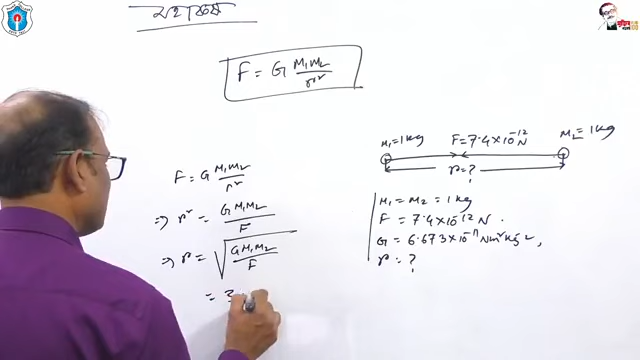 মহাকর্ষ
F = G M₁M₂/r²
M₁=1kg F=7.4×10⁻¹²N M₂=1kg
r=?
F = G M₁M₂/r²
⇒ r² = GM₁M₂/F
⇒ r = √(GM₁M₂/F)
= 3
M₁ = M₂ = 1kg
F = 7.4×10⁻¹² N.
G = 6.673×10⁻¹¹ Nm²kg⁻²,
r = ?